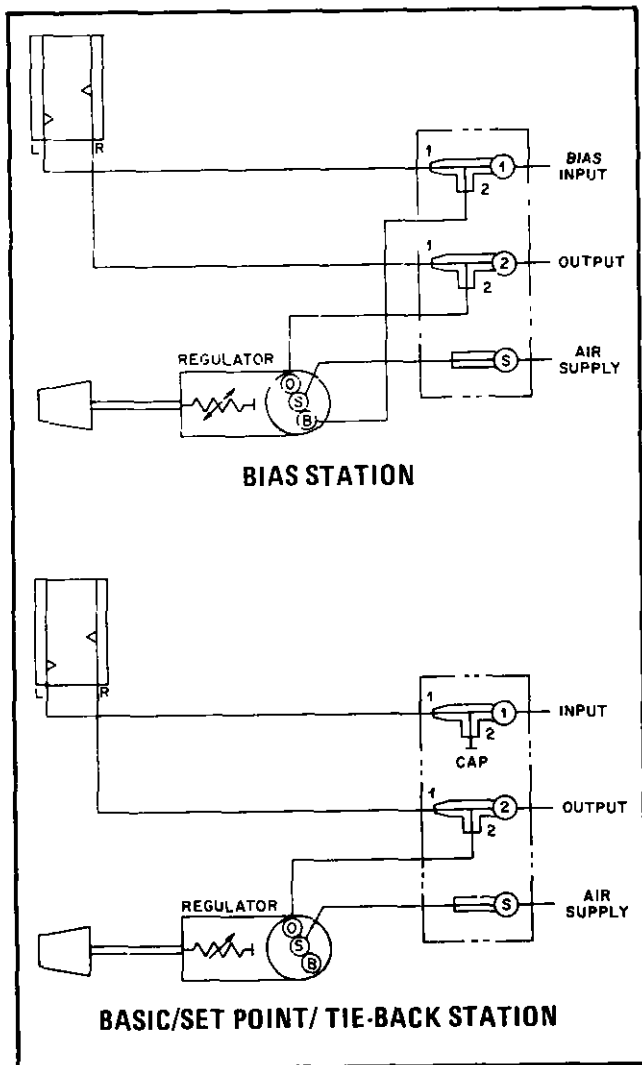 L R
1
1
BIAS
INPUT
2
1
2
OUTPUT
2
REGULATOR
O
S
B
S
AIR
SUPPLY
BIAS STATION
L R
1
1
INPUT
2
CAP
1
2
OUTPUT
2
REGULATOR
O
S
B
S
AIR
SUPPLY
BASIC/SET POINT/ TIE-BACK STATION